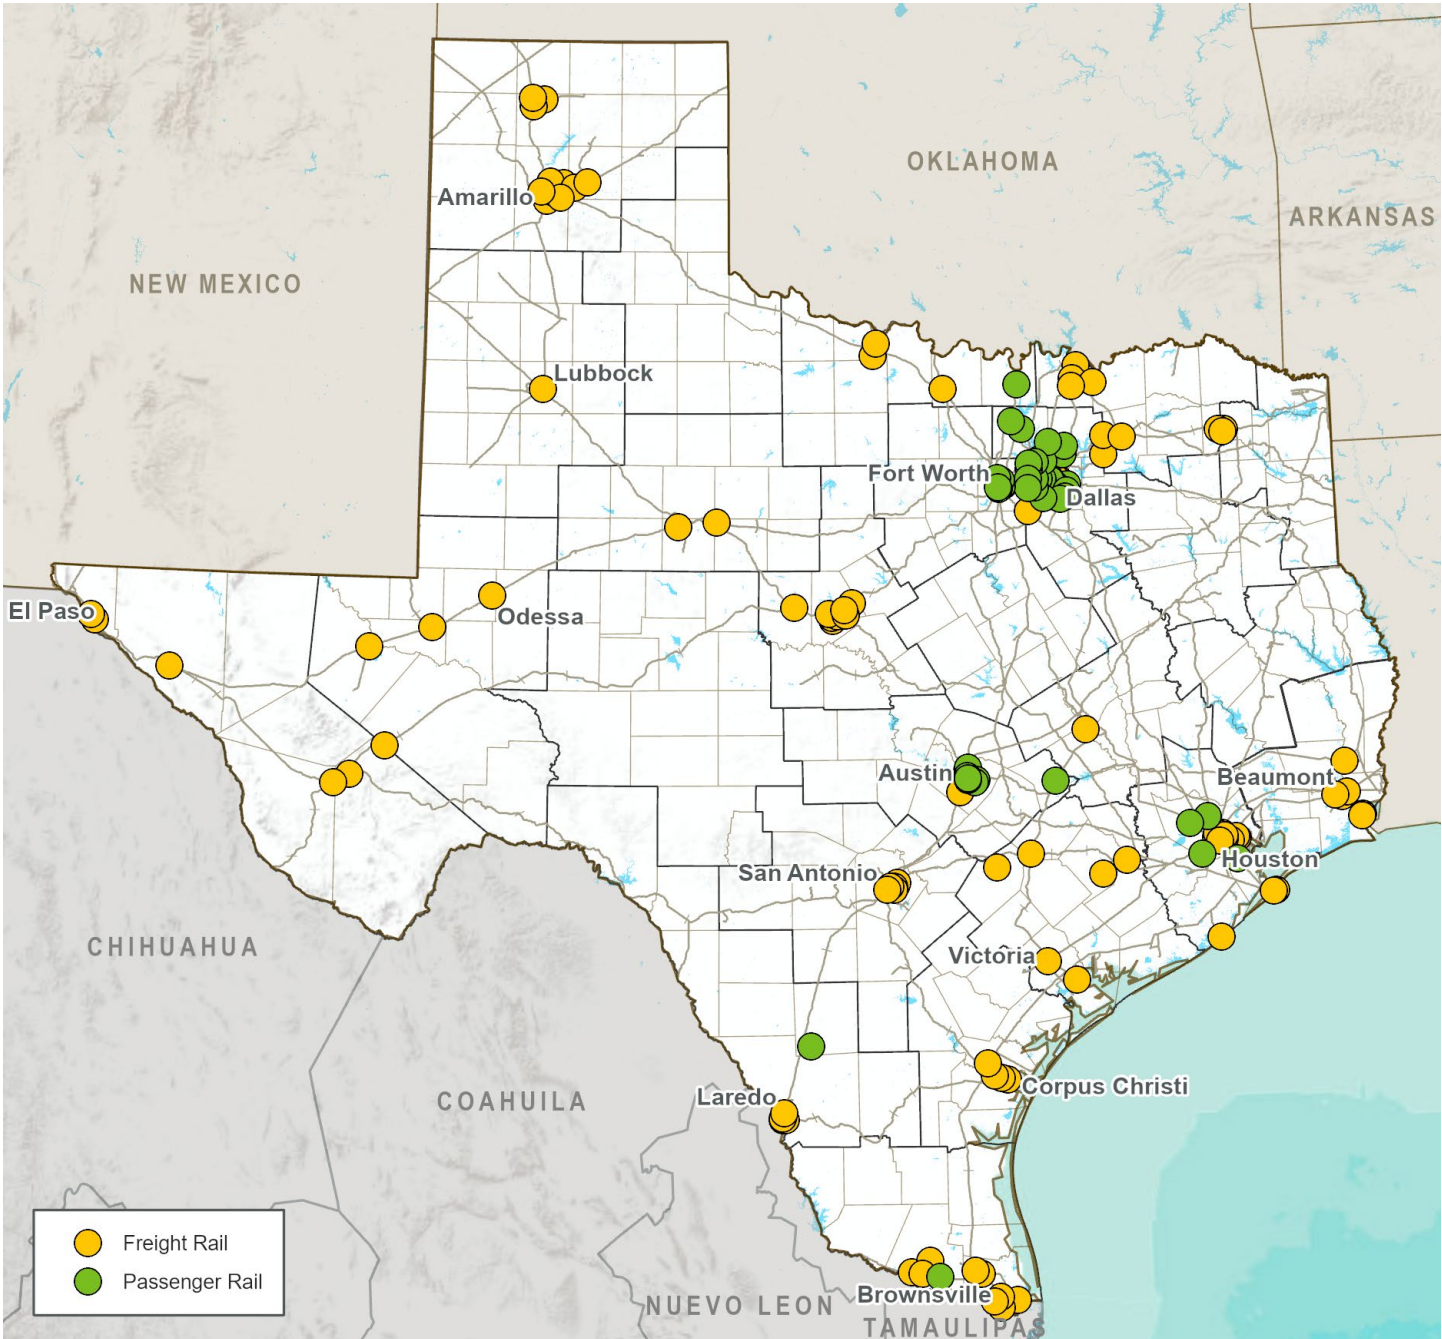 OKLAHOMA
Amarillo
ARKANSAS
NEW MEXICO
Lubbock
Fort Worth
Dallas
El Paso
Odessa
Austin
Beaumont
Houston
San Antonio
CHIHUAHUA
Victoria
Corpus Christi
Laredo
COAHUILA
Freight Rail
Passenger Rail
Brownsville
NUEVO LEON
TAMAULIPAS